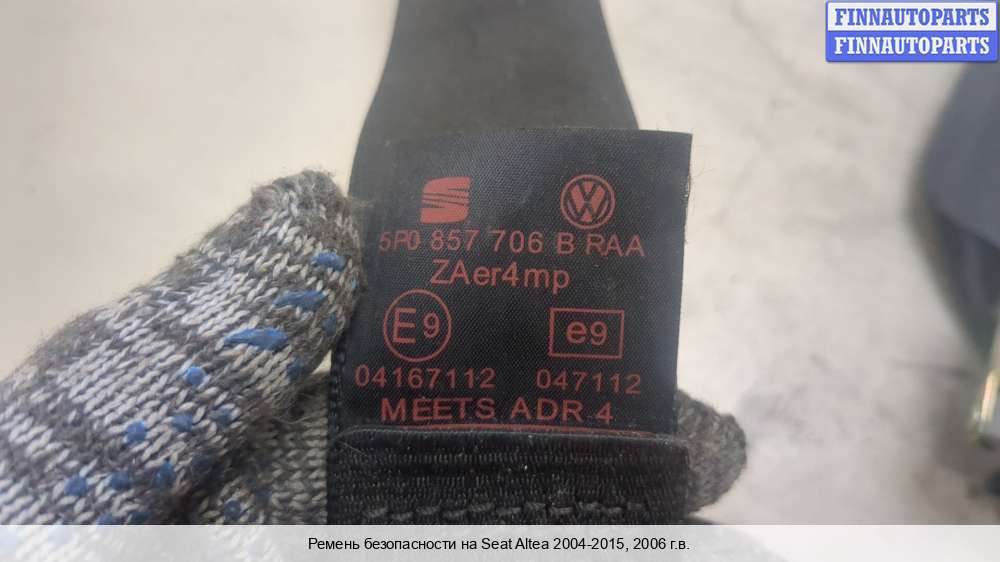 FINNAUTOPARTS
FINNAUTOPARTS
5P0 857 706 B RAA
ZAer4mp
E9 e9
04167112 047112
MEETS ADR 4
Ремень безопасности на Seat Altea 2004-2015, 2006 г.в.